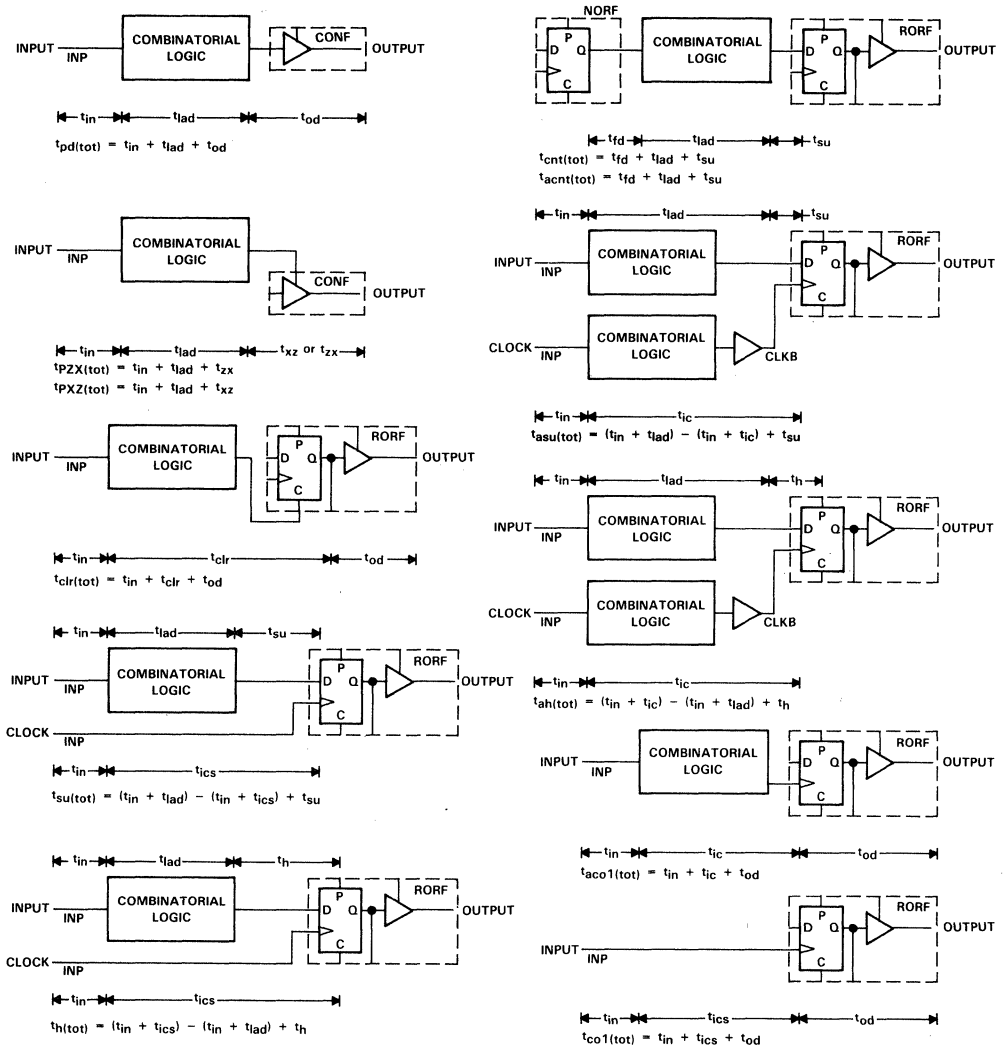 INPUT
INP
COMBINATORIAL
LOGIC
CONF
OUTPUT
tin
tlad
tod
tpd(tot) = tin + tlad + tod
INPUT
INP
COMBINATORIAL
LOGIC
CONF
OUTPUT
tin
tlad
txz or tzx
tPZX(tot) = tin + tlad + tzx
tPXZ(tot) = tin + tlad + txz
INPUT
INP
COMBINATORIAL
LOGIC
P
D Q
C
RORF
OUTPUT
tin
tclr
tod
tclr(tot) = tin + tclr + tod
tin
tlad
tsu
INPUT
INP
COMBINATORIAL
LOGIC
P
D Q
C
RORF
OUTPUT
CLOCK
INP
tin
tics
tsu(tot) = (tin + tlad) – (tin + tics) + tsu
tin
tlad
th
INPUT
INP
COMBINATORIAL
LOGIC
P
D Q
C
RORF
OUTPUT
CLOCK
INP
tin
tics
th(tot) = (tin + tics) – (tin + tlad) + th
NORF
P
D Q
C
COMBINATORIAL
LOGIC
P
D Q
C
RORF
OUTPUT
tfd
tlad
tsu
tcnt(tot) = tfd + tlad + tsu
tacnt(tot) = tfd + tlad + tsu
tin
tlad
tsu
INPUT
INP
COMBINATORIAL
LOGIC
P
D Q
C
RORF
OUTPUT
CLOCK
INP
COMBINATORIAL
LOGIC
CLKB
tin
tic
tasu(tot) = (tin + tlad) – (tin + tic) + tsu
tin
tlad
th
INPUT
INP
COMBINATORIAL
LOGIC
P
D Q
C
RORF
OUTPUT
CLOCK
INP
COMBINATORIAL
LOGIC
CLKB
tin
tic
tah(tot) = (tin + tic) – (tin + tlad) + th
INPUT
INP
COMBINATORIAL
LOGIC
P
D Q
C
RORF
OUTPUT
tin
tic
tod
taco1(tot) = tin + tic + tod
INPUT
INP
P
D Q
C
RORF
OUTPUT
tin
tics
tod
tco1(tot) = tin + tics + tod